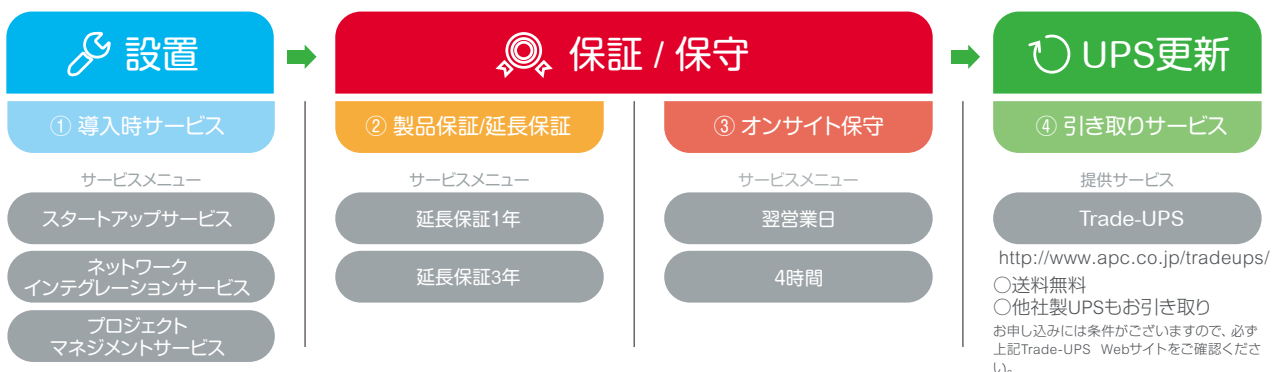 設置
保証 / 保守
UPS更新
① 導入時サービス
② 製品保証/延長保証
③ オンサイト保守
④ 引き取りサービス
サービスメニュー
スタートアップサービス
ネットワーク
インテグレーションサービス
プロジェクト
マネジメントサービス
サービスメニュー
延長保証1年
延長保証3年
サービスメニュー
翌営業日
4時間
提供サービス
Trade-UPS
http://www.apc.co.jp/tradeups/
○送料無料
○他社製UPSもお引き取り
お申し込みには条件がございますので、必ず
上記Trade-UPS Webサイトをご確認くださ
い。